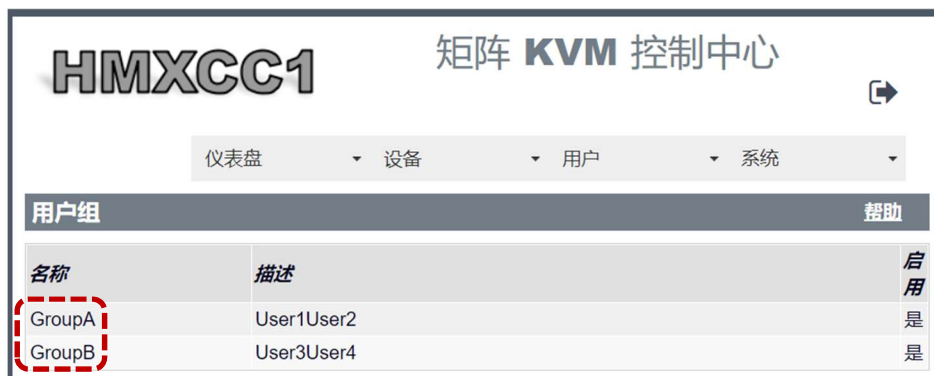 HMXCC1
矩阵 KVM 控制中心
仪表盘 设备 用户 系统
用户组 帮助
名称 描述 启用
GroupA User1User2 是
GroupB User3User4 是